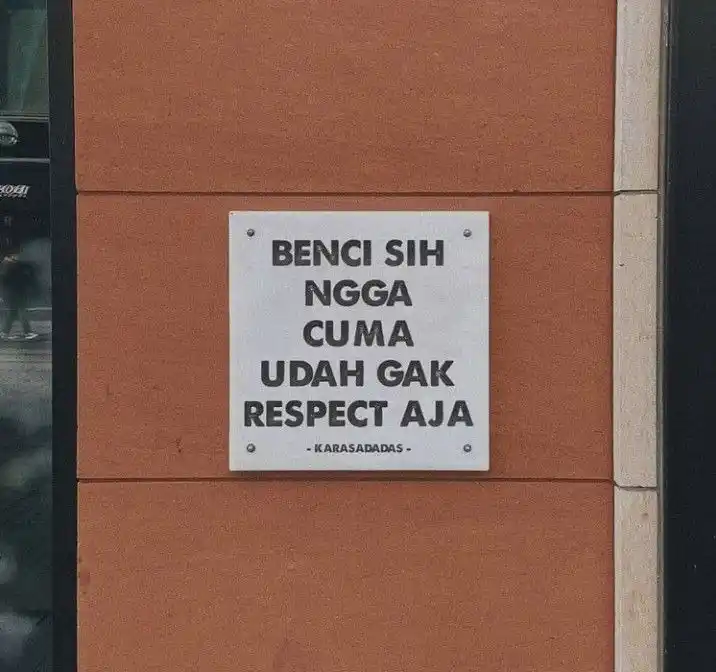 BENCI SIH
NGGA
CUMA
UDAH GAK
RESPECT AJA
- KARASADADAS -